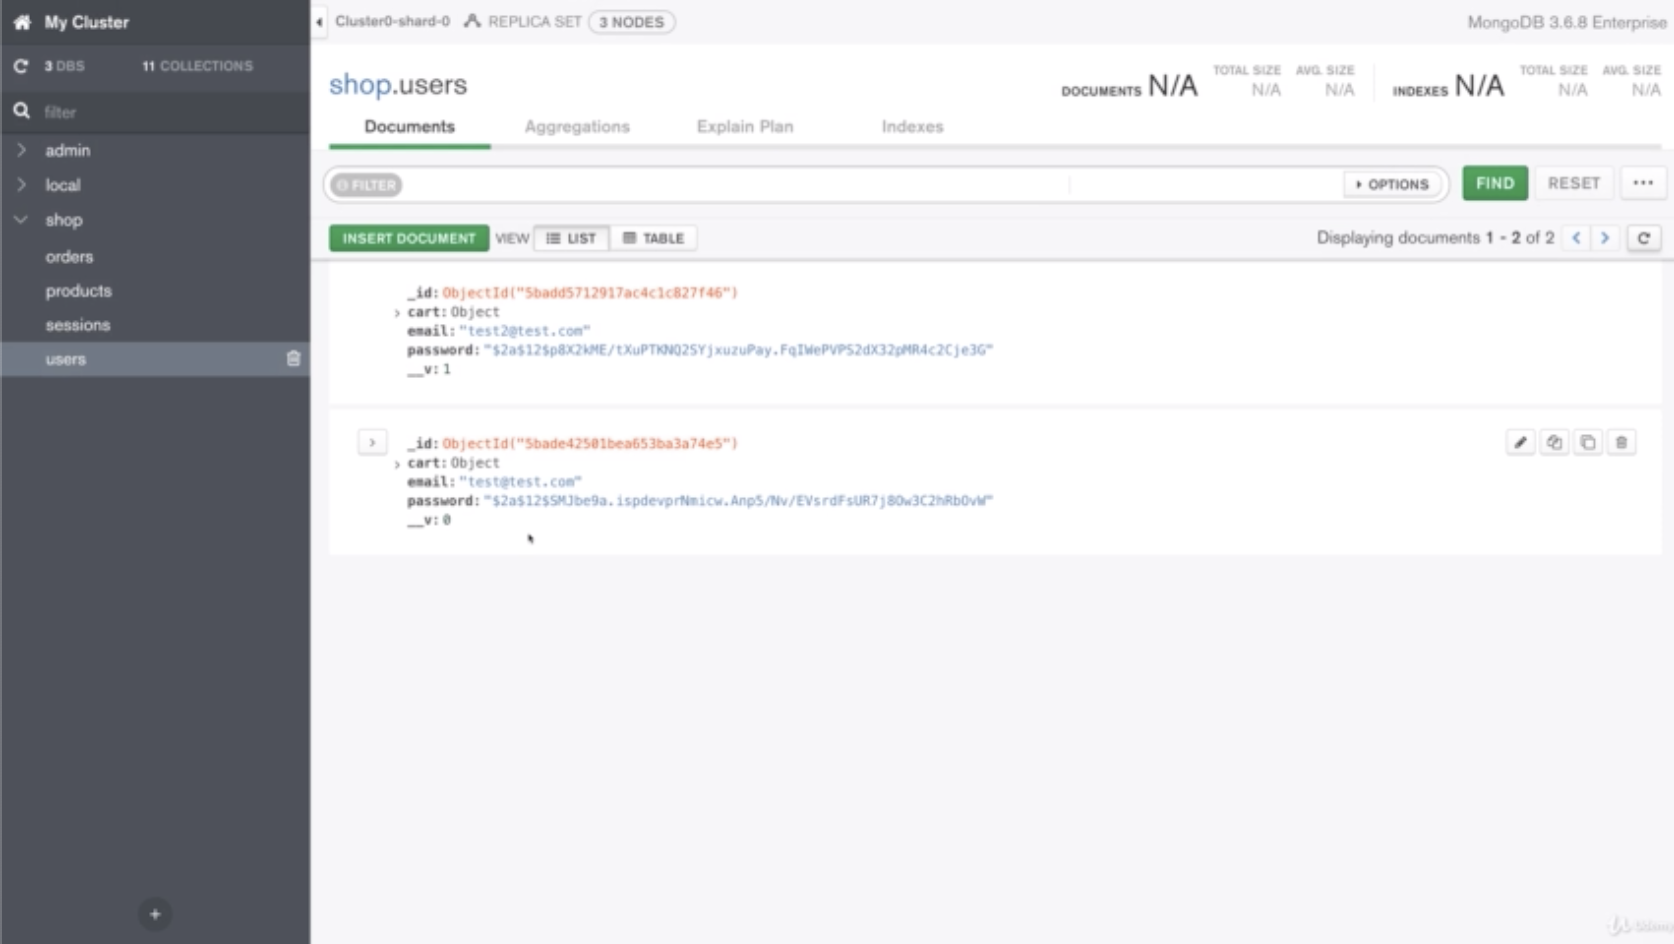 My Cluster
3 DBS 11 COLLECTIONS
filter
admin
local
shop
orders
products
sessions
users
Cluster0-shard-0 REPLICA SET 3 NODES
MongoDB 3.6.8 Enterprise
shop.users
DOCUMENTS N/A
TOTAL SIZE
N/A
AVG. SIZE
N/A
INDEXES N/A
TOTAL SIZE
N/A
AVG. SIZE
N/A
Documents Aggregations Explain Plan Indexes
FILTER OPTIONS FIND RESET ...
INSERT DOCUMENT VIEW LIST TABLE Displaying documents 1 - 2 of 2
_id: ObjectId("5badd5712917ac4c1c827f46")
cart: Object
email: "test2@test.com"
password: "$2a$12$p8X2kME/tXuPTKNQ2SYjxuzuPay.FqIWePVPS2dX32pMR4c2Cje3G"
__v: 1
_id: ObjectId("5bade42501bea653ba3a74e5")
cart: Object
email: "test@test.com"
password: "$2a$12$SMJbe9a.ispdevprNmicw.Anp5/Nv/EVsrdFsUR7j8Ow3C2hRbOvW"
__v: 0
Udemy